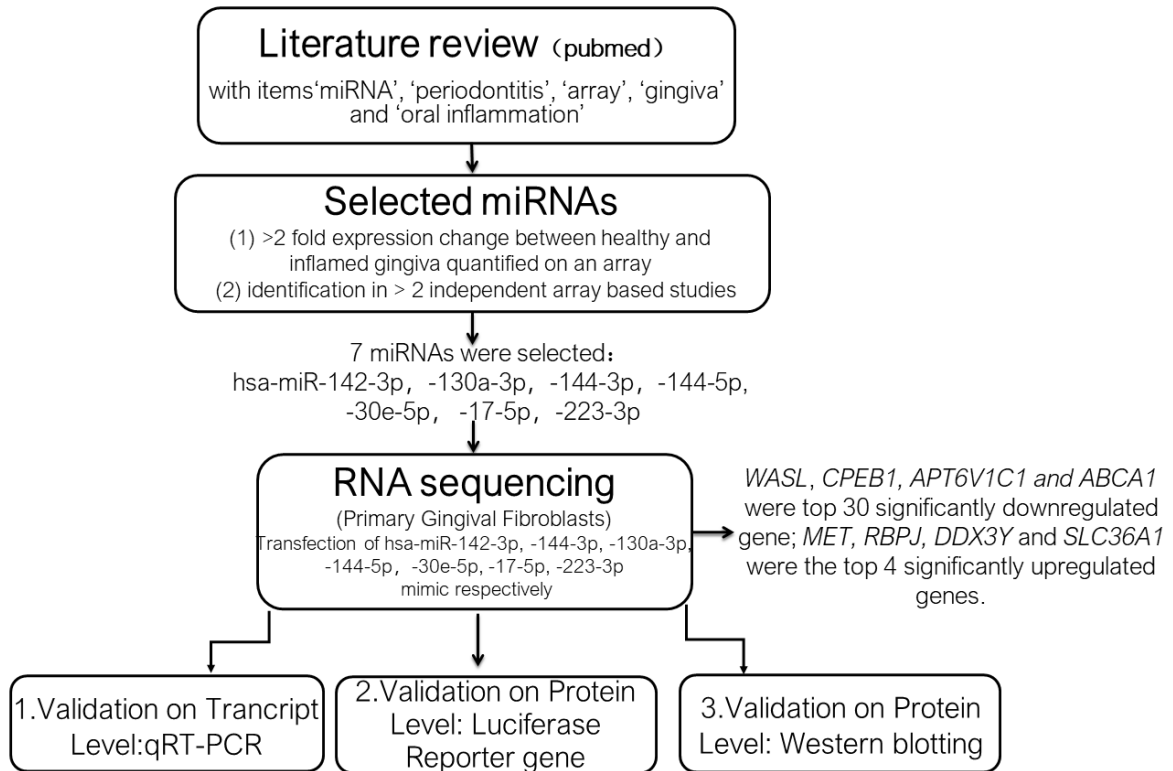 Literature review（pubmed）
with items‘miRNA’, ‘periodontitis’, ‘array’, ‘gingiva’
and ‘oral inflammation’
Selected miRNAs
(1) >2 fold expression change between healthy and
inflamed gingiva quantified on an array
(2) identification in > 2 independent array based studies
7 miRNAs were selected：
hsa-miR-142-3p， -130a-3p， -144-3p， -144-5p,
-30e-5p， -17-5p， -223-3p
RNA sequencing
(Primary Gingival Fibroblasts)
Transfection of hsa-miR-142-3p, -144-3p, -130a-3p,
-144-5p， -30e-5p, -17-5p, -223-3p
mimic respectively
WASL, CPEB1, APT6V1C1 and ABCA1
were top 30 significantly downregulated
gene; MET, RBPJ, DDX3Y and SLC36A1
were the top 4 significantly upregulated
genes.
1.Validation on Trancript
Level:qRT-PCR
2.Validation on Protein
Level: Luciferase
Reporter gene
3.Validation on Protein
Level: Western blotting